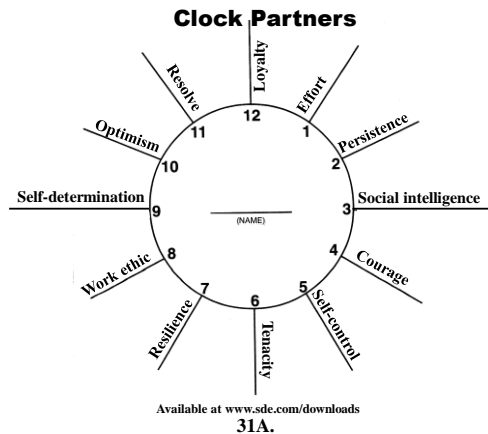 Clock Partners
Loyalty
12
Effort
1
Persistence
2
Social intelligence
3
Courage
4
Self-control
5
Tenacity
6
Resilience
7
Work ethic
8
Self-determination
9
Optimism
10
Resolve
11
(NAME)
Available at www.sde.com/downloads
31A.